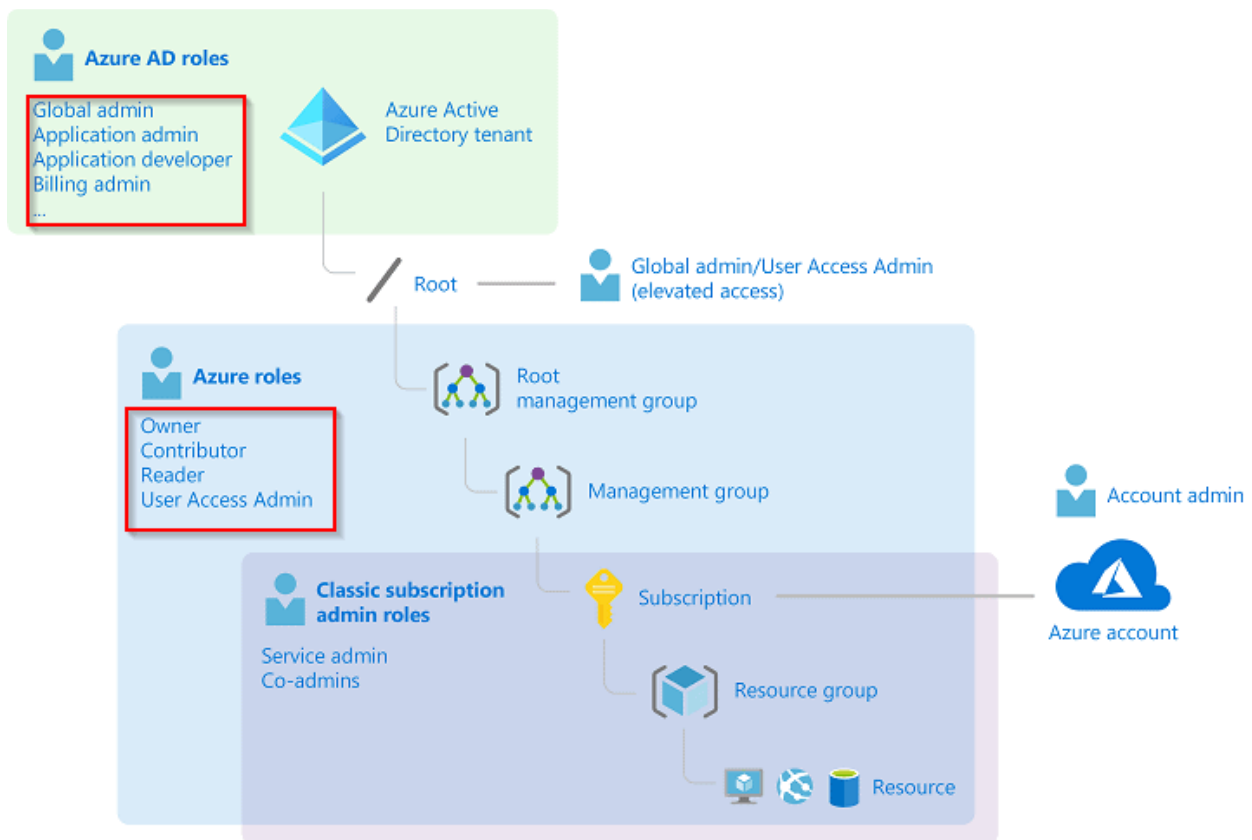 Azure AD roles
Global admin
Application admin
Application developer
Billing admin
...
Azure Active
Directory tenant
Root
Global admin/User Access Admin
(elevated access)
Azure roles
Owner
Contributor
Reader
User Access Admin
Root
management group
Management group
Account admin
Classic subscription
admin roles
Service admin
Co-admins
Subscription
Azure account
Resource group
Resource